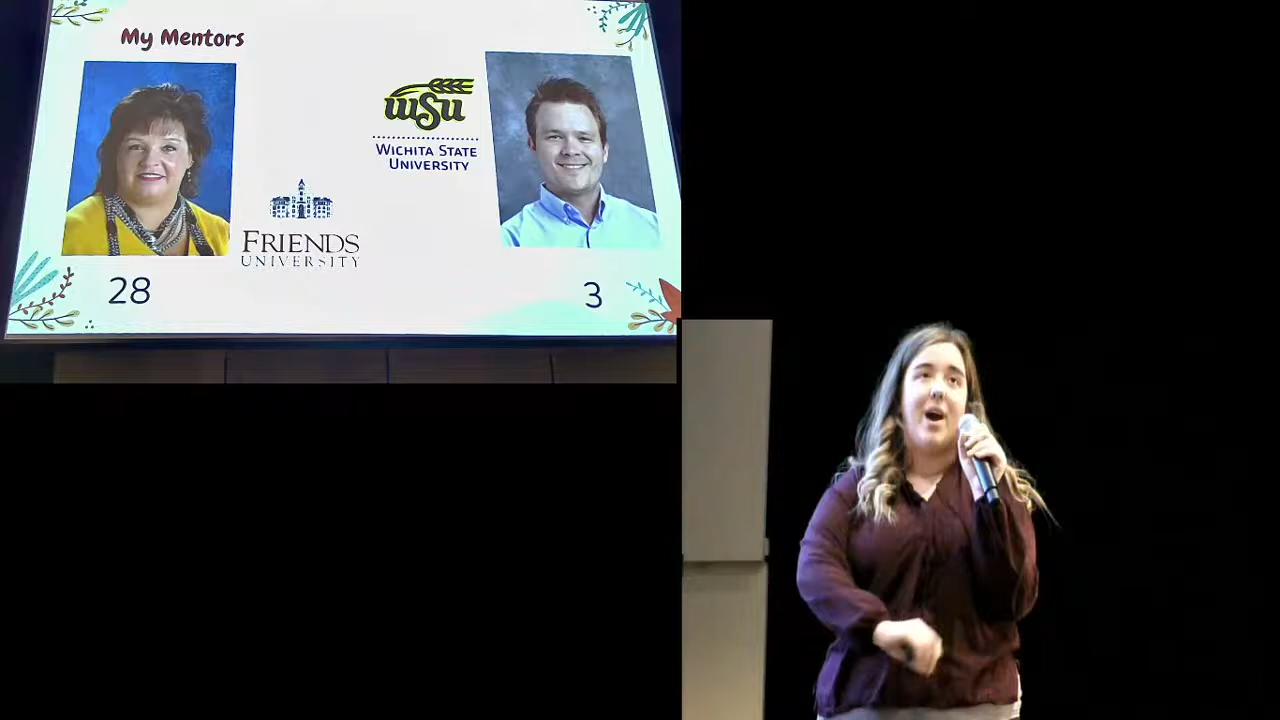 My Mentors
WSU
WICHITA STATE
UNIVERSITY
FRIENDS
UNIVERSITY
28
3